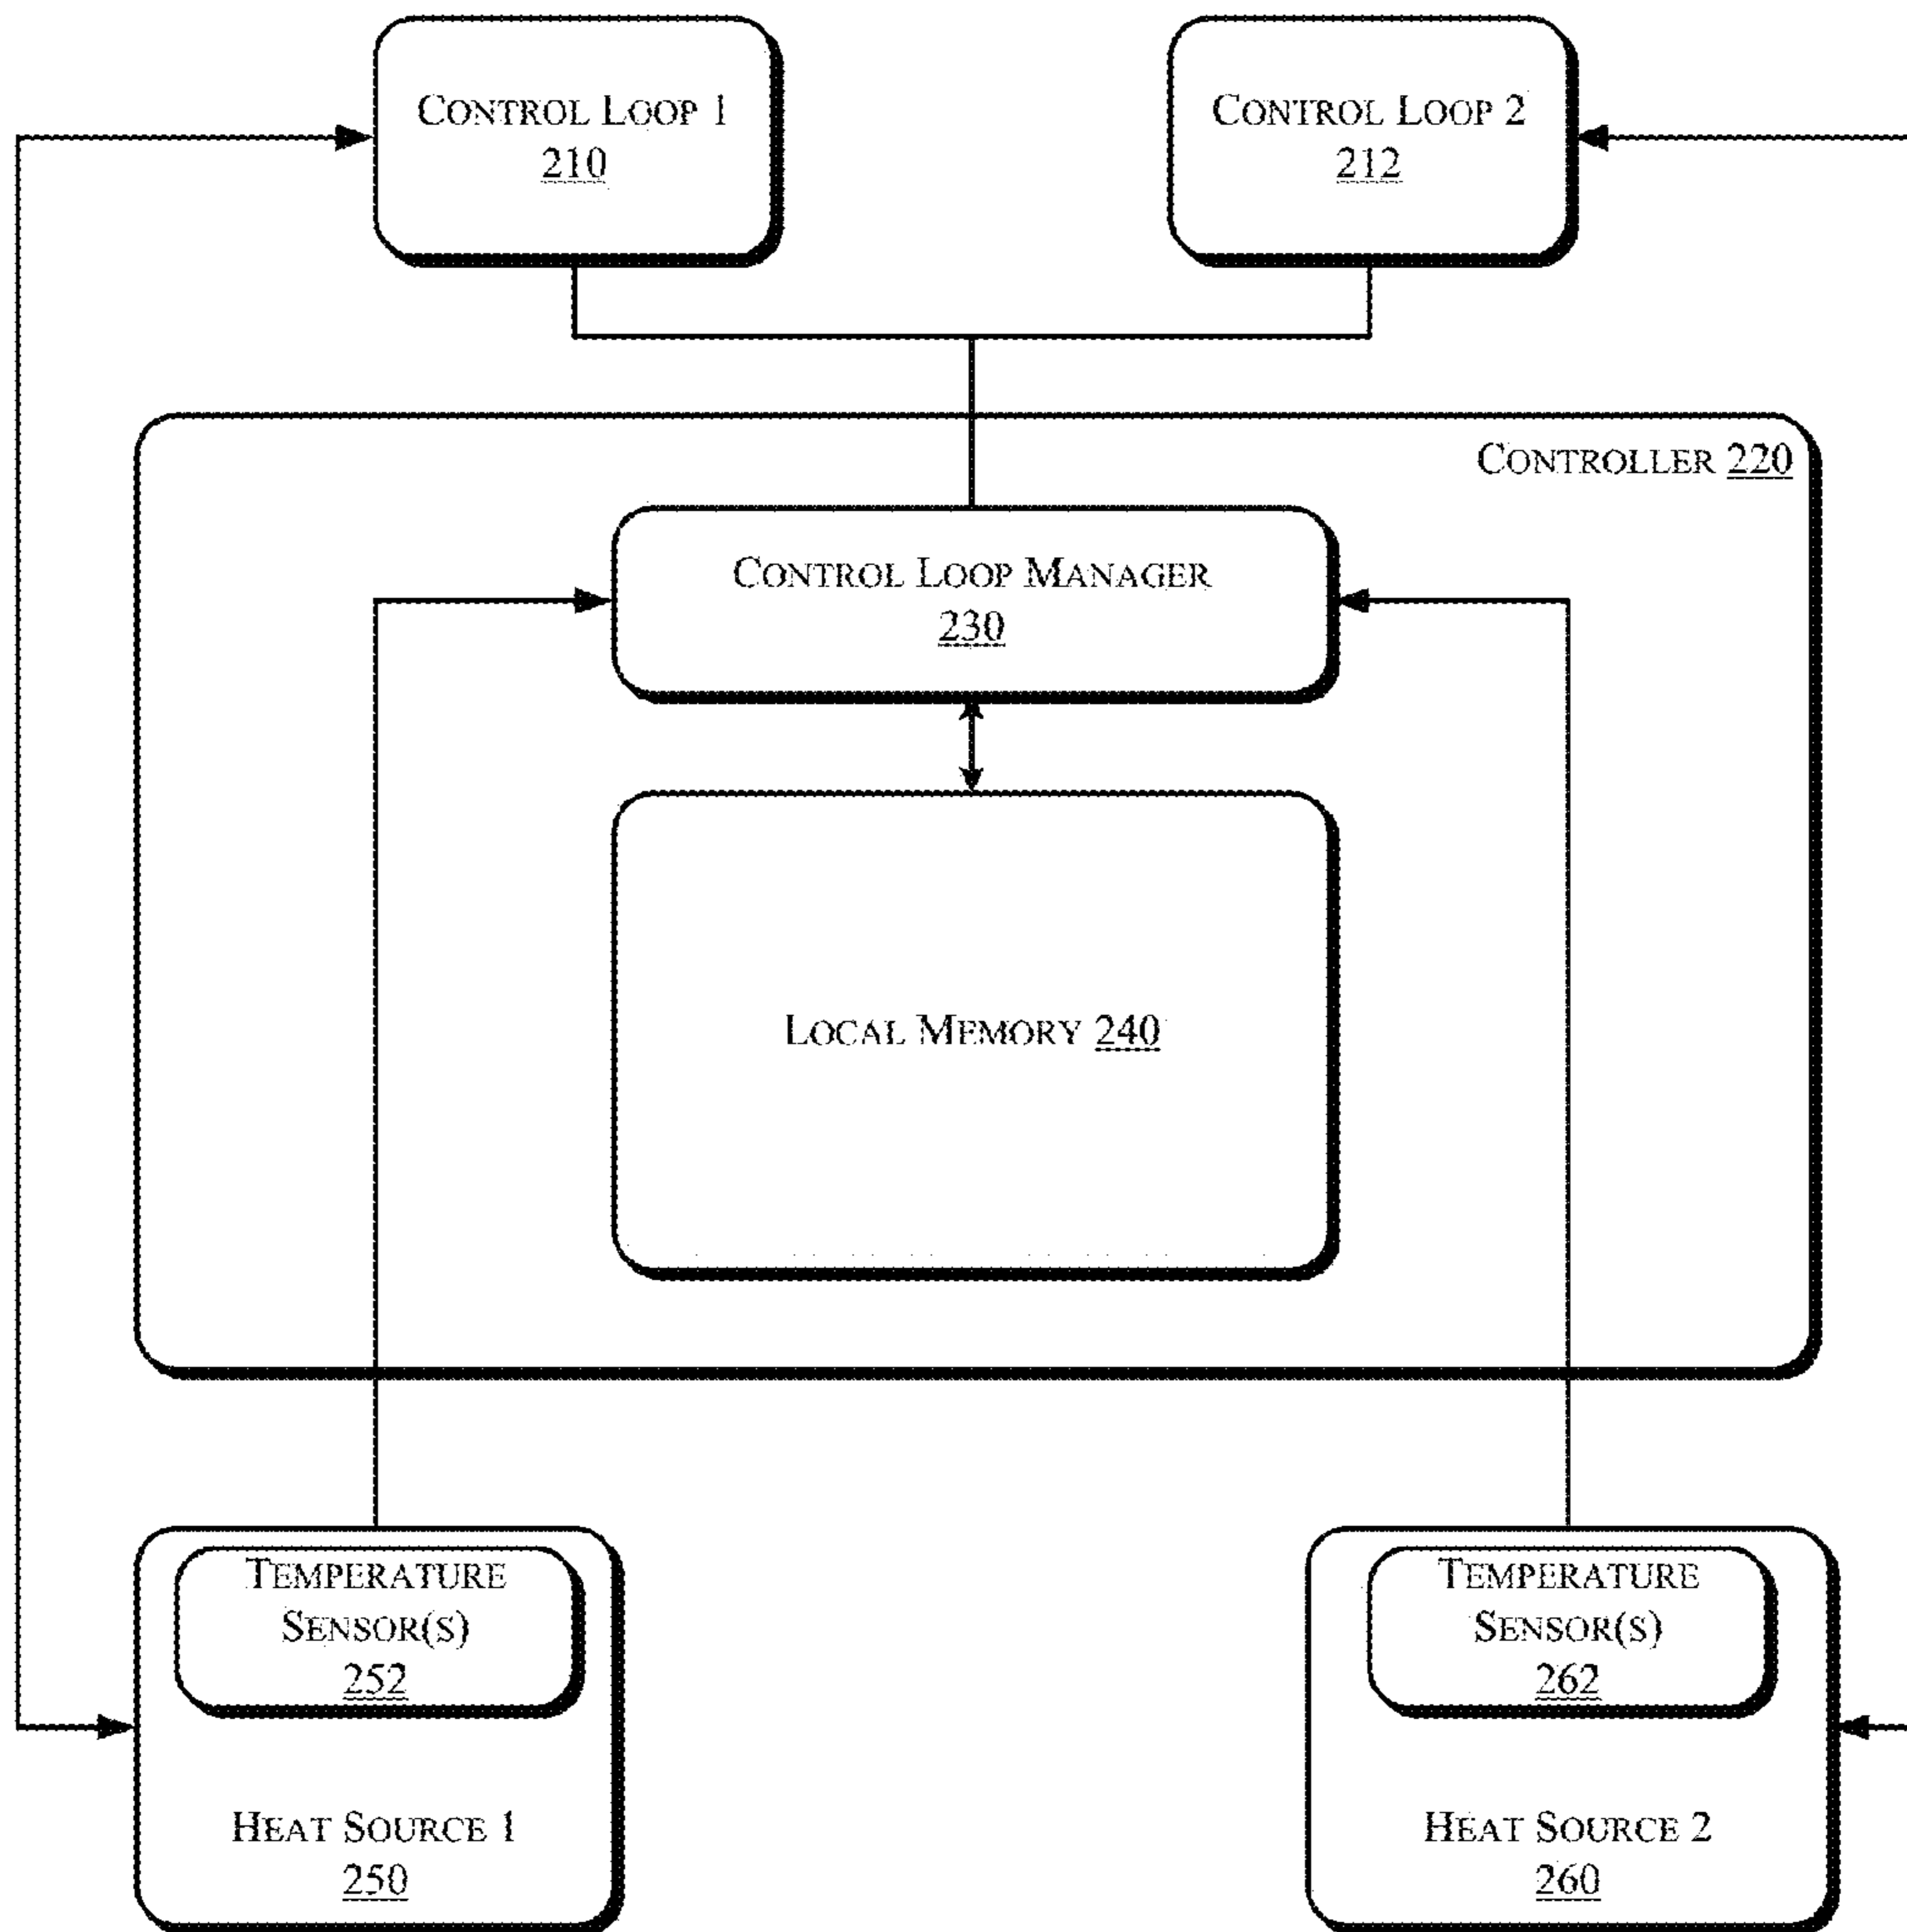 CONTROL LOOP 1
210
CONTROL LOOP 2
212
CONTROLLER 220
CONTROL LOOP MANAGER
230
LOCAL MEMORY 240
TEMPERATURE
SENSOR(S)
252
HEAT SOURCE 1
250
TEMPERATURE
SENSOR(S)
262
HEAT SOURCE 2
260